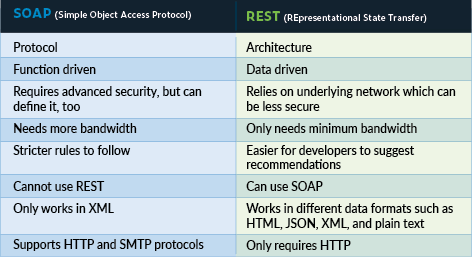 SOAP (Simple Object Access Protocol) REST (REpresentational State Transfer)
Protocol Architecture
Function driven Data driven
Requires advanced security, but can Relies on underlying network which can
define it, too be less secure
Needs more bandwidth Only needs minimum bandwidth
Stricter rules to follow Easier for developers to suggest
recommendations
Cannot use REST Can use SOAP
Only works in XML Works in different data formats such as
HTML, JSON, XML, and plain text
Supports HTTP and SMTP protocols Only requires HTTP